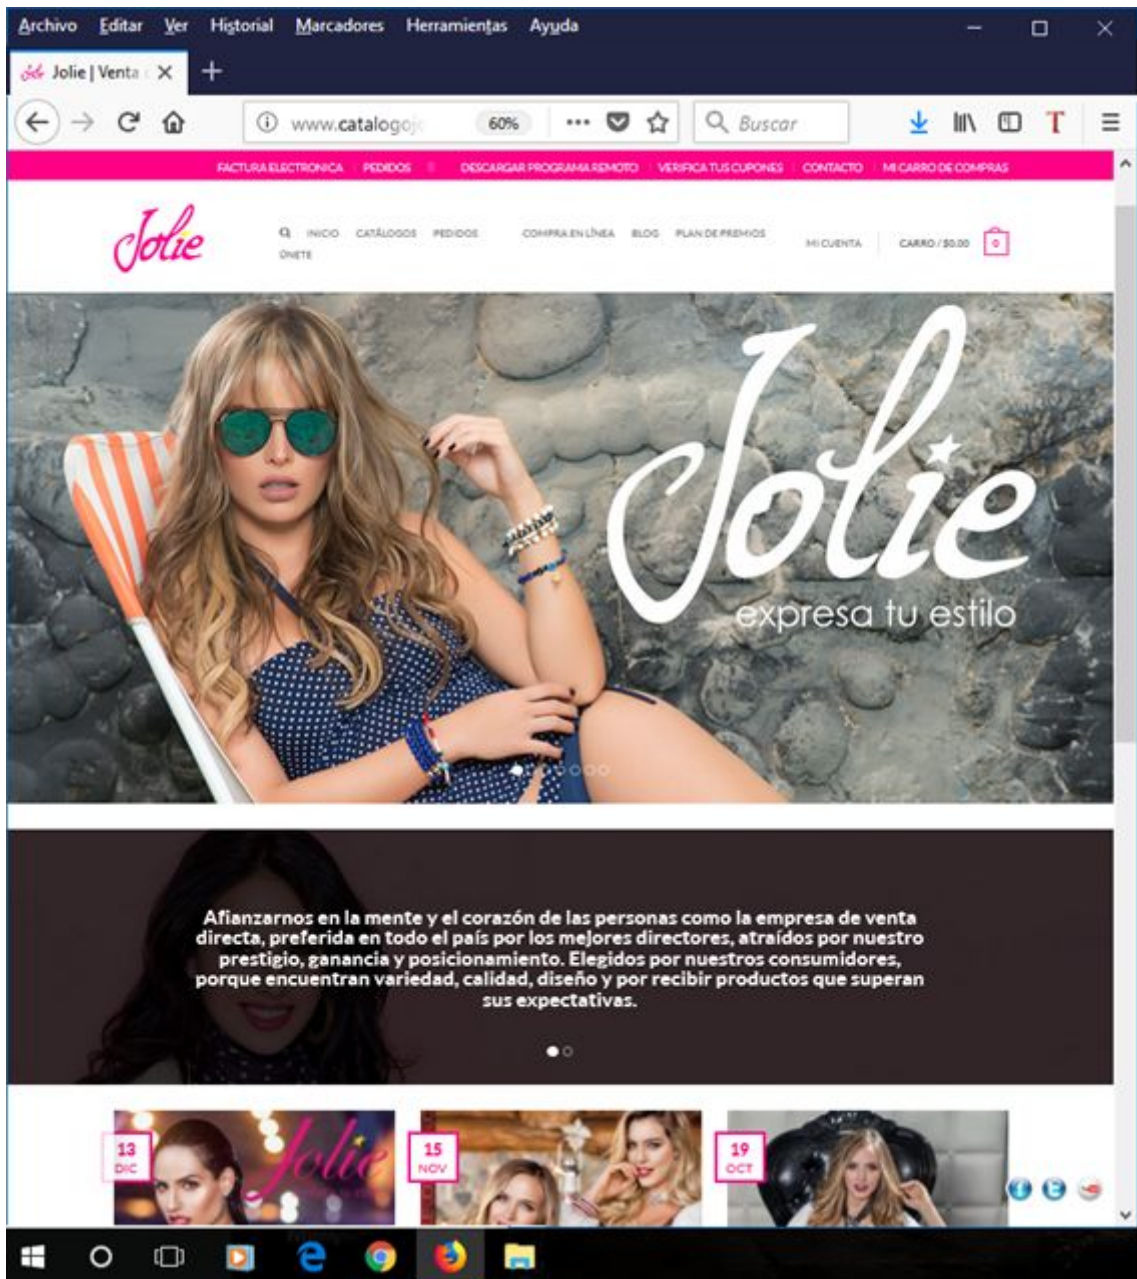 Archivo Editar Ver Historial Marcadores Herramientas Ayuda
Jolie | Venta
www.catalogojo 60% Buscar
FACTURA ELECTRONICA PEDIDOS DESCARGAR PROGRAMA REMOTO VERIFICA TUS CUPONES CONTACTO MI CARRO DE COMPRAS
Jolie
INICIO CATÁLOGOS PEDIDOS COMPRA EN LÍNEA BLOG PLAN DE PREMIOS
ÚNETE
MI CUENTA CARRO / $0.00 0
Jolie
expresa tu estilo
Afianzarnos en la mente y el corazón de las personas como la empresa de venta
directa, preferida en todo el país por los mejores directores, atraídos por nuestro
prestigio, ganancia y posicionamiento. Elegidos por nuestros consumidores,
porque encuentran variedad, calidad, diseño y por recibir productos que superan
sus expectativas.
13
DIC
Jolie
15
NOV
19
OCT